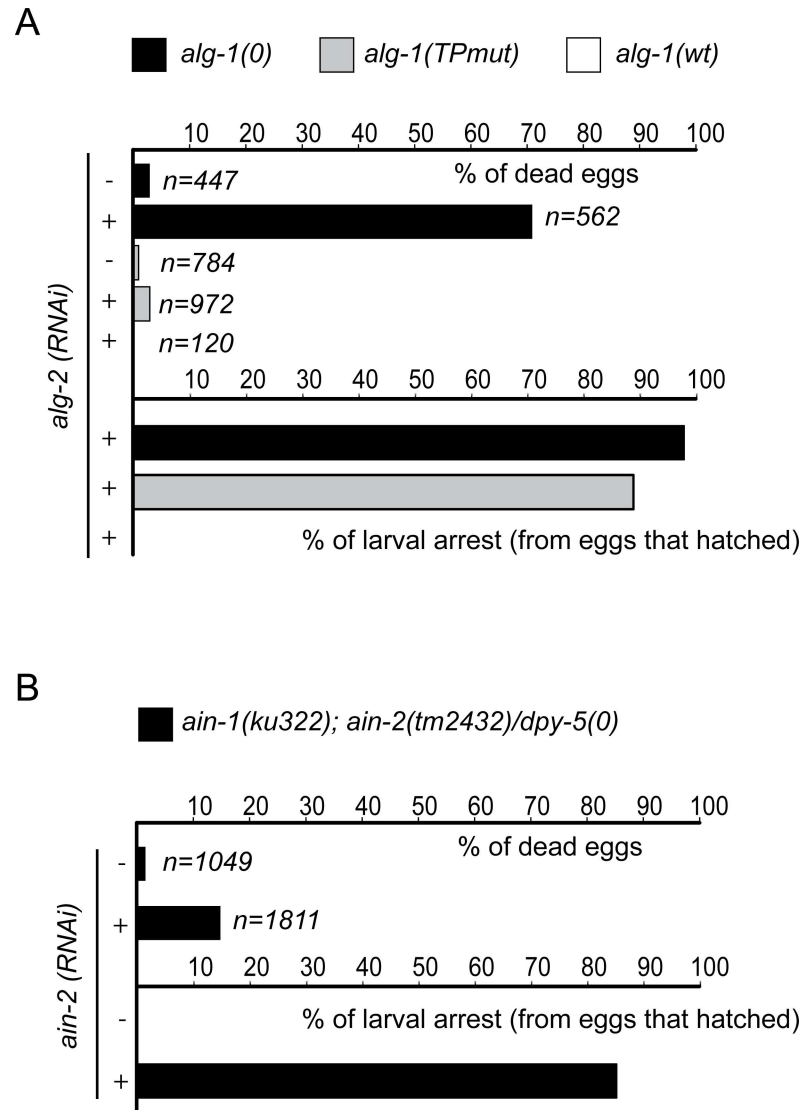 A
alg-1(0) alg-1(TPmut) alg-1(wt)
10 20 30 40 50 60 70 80 90 100
% of dead eggs
- n=447
+ n=562
- n=784
+ n=972
+ n=120
alg-2 (RNAi)
10 20 30 40 50 60 70 80 90 100
+
+
+ % of larval arrest (from eggs that hatched)
B
ain-1(ku322); ain-2(tm2432)/dpy-5(0)
10 20 30 40 50 60 70 80 90 100
% of dead eggs
- n=1049
+ n=1811
ain-2 (RNAi)
10 20 30 40 50 60 70 80 90 100
- % of larval arrest (from eggs that hatched)
+